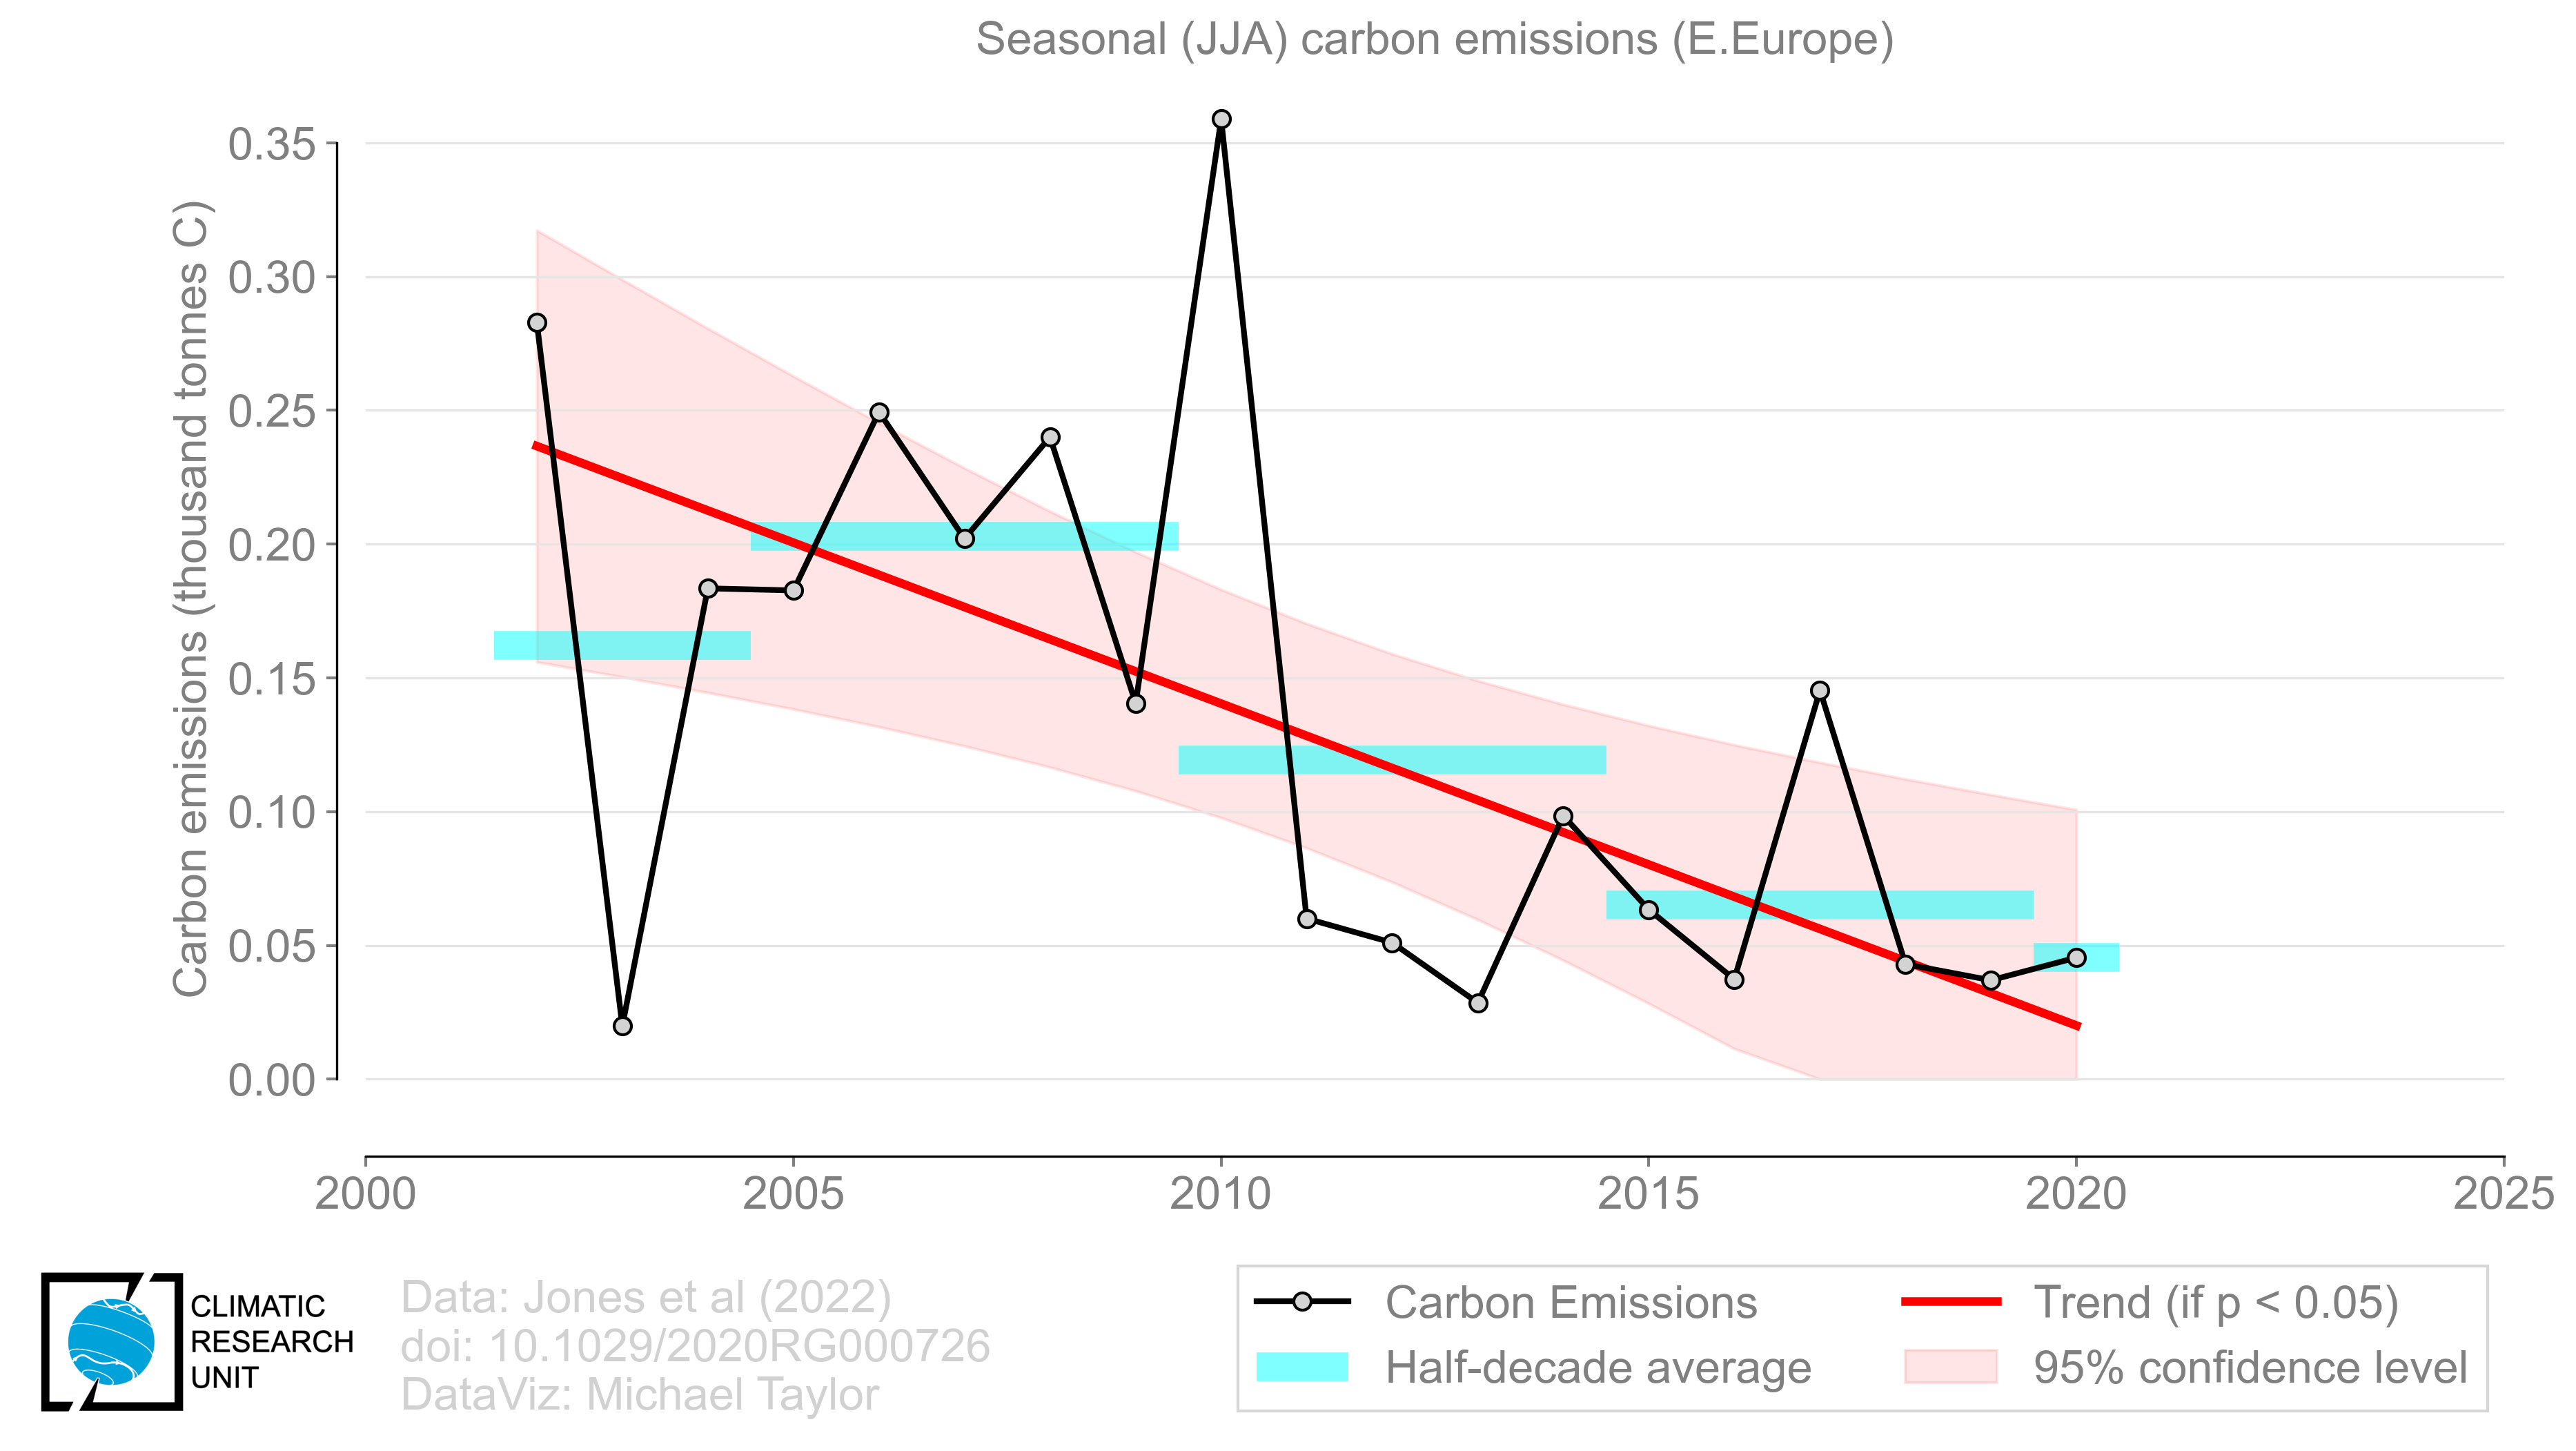 Seasonal (JJA) carbon emissions (E.Europe)
Carbon emissions (thousand tonnes C)
0.35
0.30
0.25
0.20
0.15
0.10
0.05
0.00
2000
2005
2010
2015
2020
2025
CLIMATIC
RESEARCH
UNIT
Data: Jones et al (2022)
doi: 10.1029/2020RG000726
DataViz: Michael Taylor
Carbon Emissions
Half-decade average
Trend (if p < 0.05)
95% confidence level